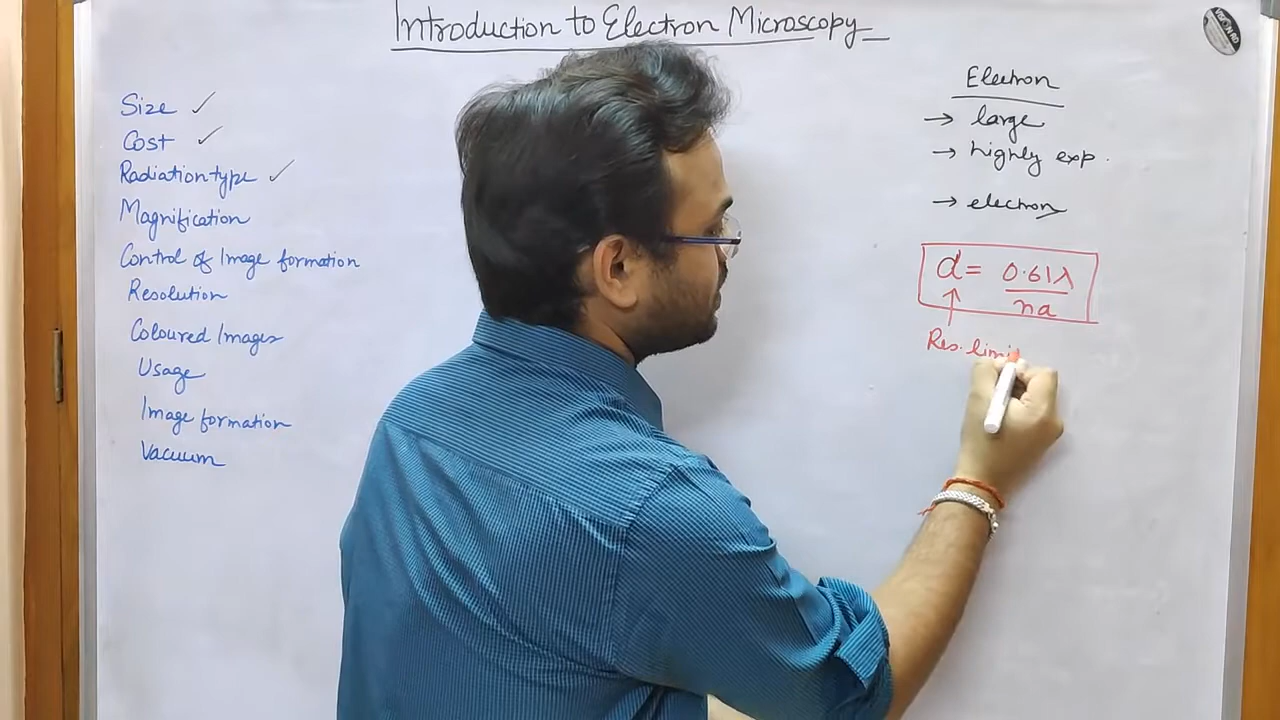 Introduction to Electron Microscopy
Size ✓
Cost ✓
Radiation type ✓
Magnification
Control of Image formation
Resolution
Coloured Images
Usage
Image formation
Vacuum
Electron
→ large
→ highly exp.
→ electron
d = 0.61λ
na
Res. limi